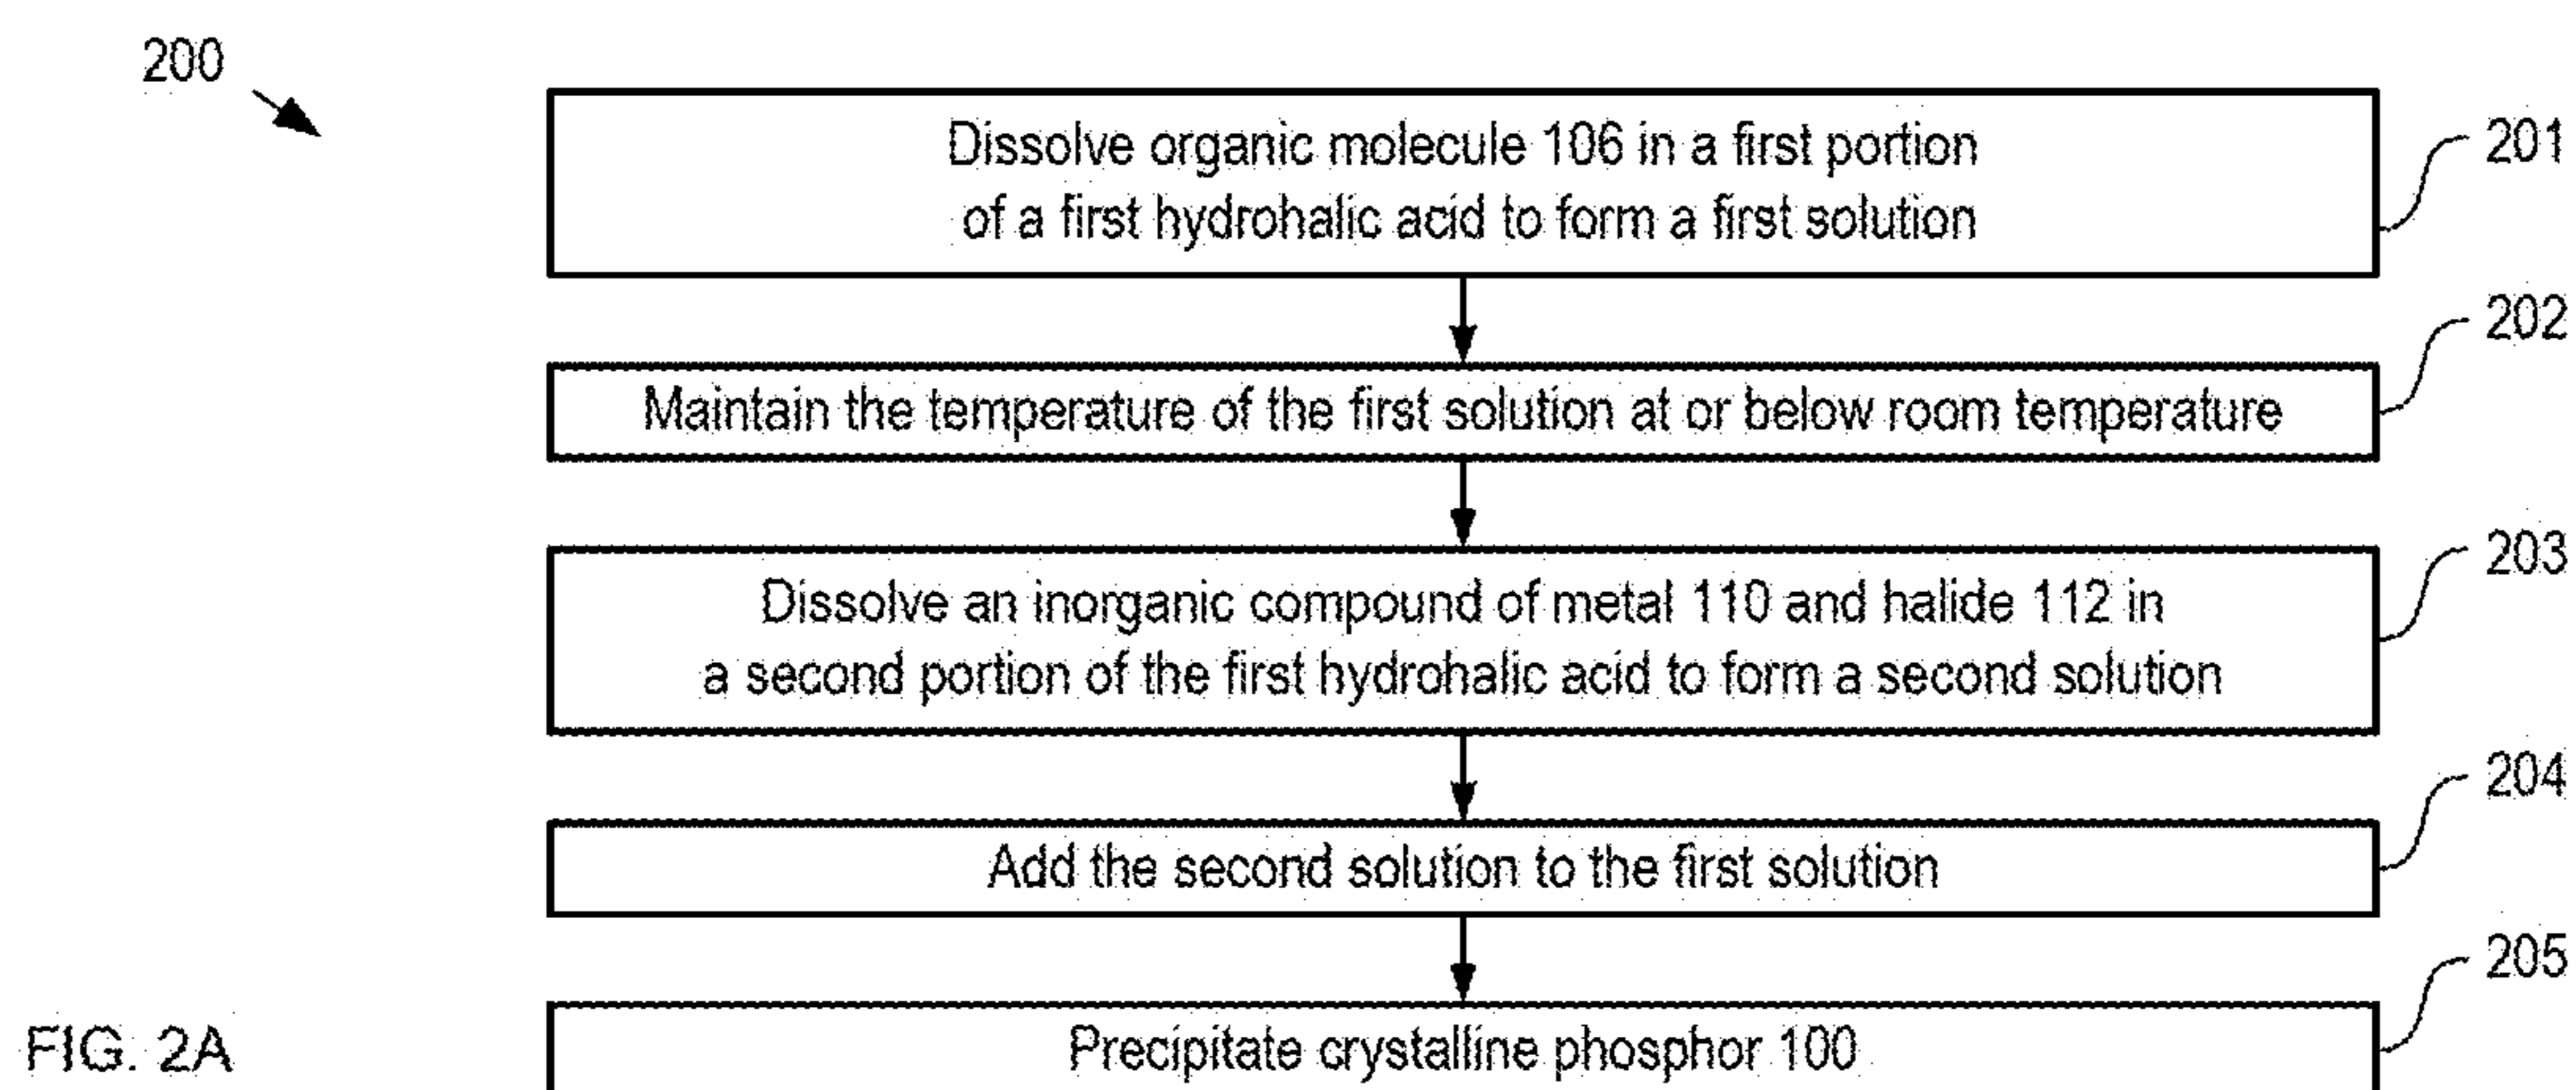 200
Dissolve organic molecule 106 in a first portion
of a first hydrohalic acid to form a first solution
201
Maintain the temperature of the first solution at or below room temperature
202
Dissolve an inorganic compound of metal 110 and halide 112 in
a second portion of the first hydrohalic acid to form a second solution
203
Add the second solution to the first solution
204
Precipitate crystalline phosphor 100
205
FIG. 2A